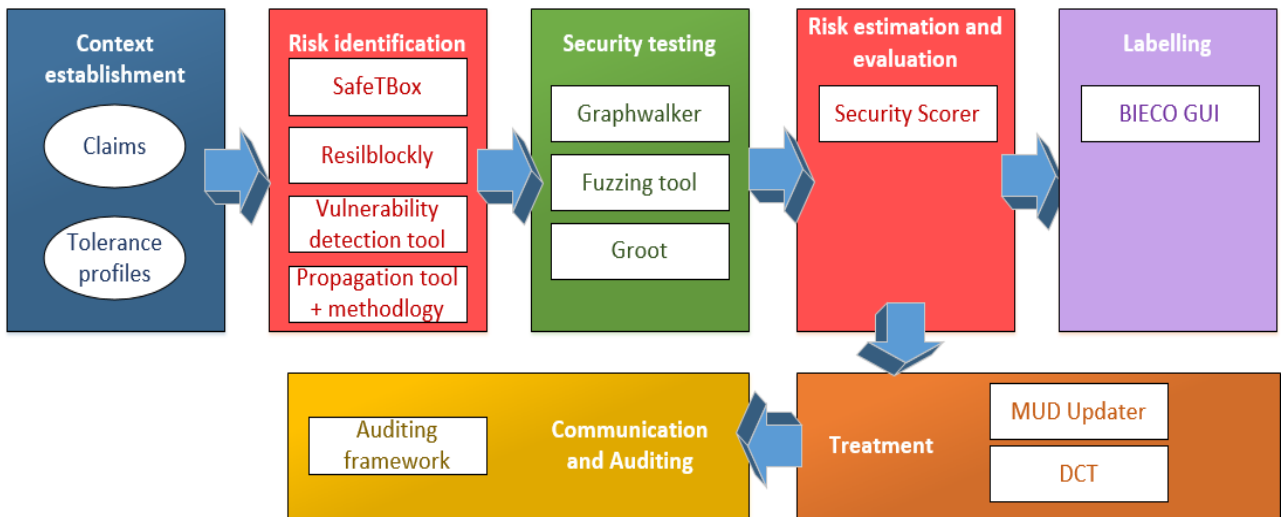 Context
establishment
Claims
Tolerance
profiles
Risk identification
SafeTBox
Resilblockly
Vulnerability
detection tool
Propagation tool
+ methodlogy
Security testing
Graphwalker
Fuzzing tool
Groot
Risk estimation and
evaluation
Security Scorer
Labelling
BIECO GUI
Auditing
framework
Communication
and Auditing
Treatment
MUD Updater
DCT